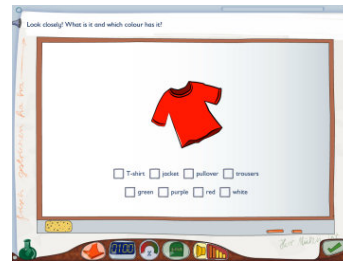 Look closely! What is it and which colour has it?
T-shirt jacket pullover trousers
green purple red white